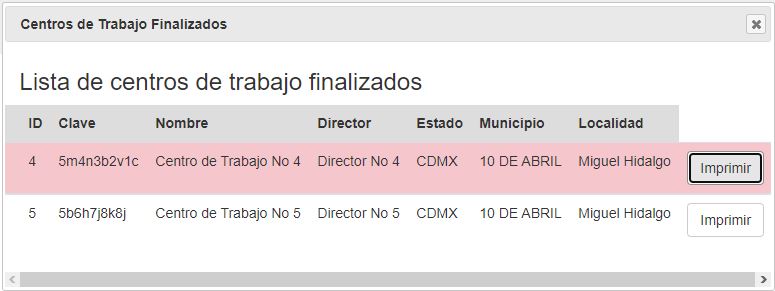 Centros de Trabajo Finalizados
Lista de centros de trabajo finalizados
ID Clave Nombre Director Estado Municipio Localidad
4 5m4n3b2v1c Centro de Trabajo No 4 Director No 4 CDMX 10 DE ABRIL Miguel Hidalgo Imprimir
5 5b6h7j8k8j Centro de Trabajo No 5 Director No 5 CDMX 10 DE ABRIL Miguel Hidalgo Imprimir